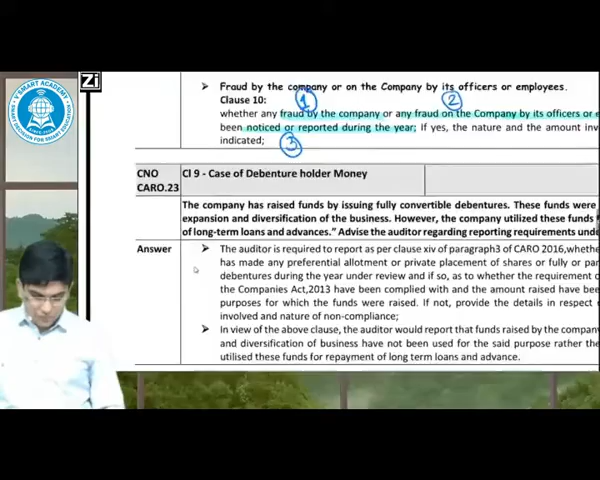 V SMART ACADEMY
DECISION FOR SMART EDUCATION
Zi
➤ Fraud by the company or on the Company by its officers or employees.
Clause 10:
1
2
whether any fraud by the company or any fraud on the Company by its officers or
been noticed or reported during the year; If yes, the nature and the amount
indicated;
3
CNO
CARO.23
Cl 9 - Case of Debenture holder Money
The company has raised funds by issuing fully convertible debentures. These funds were
expansion and diversification of the business. However, the company utilized these funds
of long-term loans and advances.” Advise the auditor regarding reporting requirements
Answer
➤ The auditor is required to report as per clause xiv of paragraph3 of CARO 2016,
has made any preferential allotment or private placement of shares or fully or
debentures during the year under review and if so, as to whether the requirement
the Companies Act,2013 have been complied with and the amount raised have
purposes for which the funds were raised. If not, provide the details in respect
involved and nature of non-compliance;
➤ In view of the above clause, the auditor would report that funds raised by the
and diversification of business have not been used for the said purpose rather
utilised these funds for repayment of long term loans and advance.